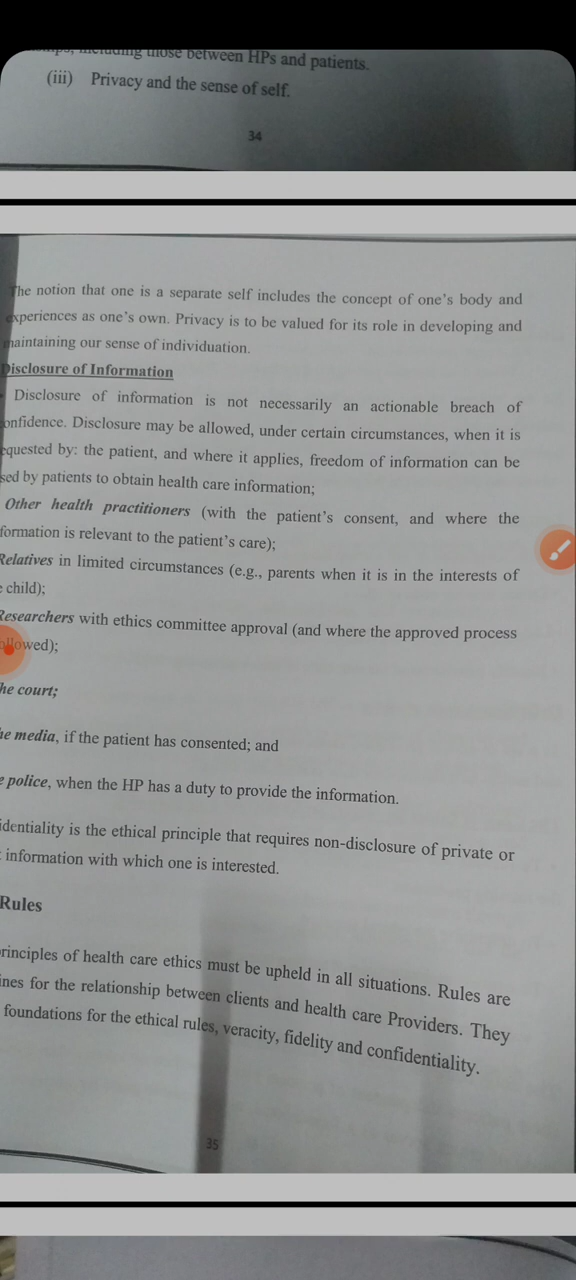 including those between HPs and patients.
(iii) Privacy and the sense of self.
34
The notion that one is a separate self includes the concept of one's body and
experiences as one's own. Privacy is to be valued for its role in developing and
maintaining our sense of individuation.
Disclosure of Information
Disclosure of information is not necessarily an actionable breach of
onfidence. Disclosure may be allowed, under certain circumstances, when it is
equested by: the patient, and where it applies, freedom of information can be
sed by patients to obtain health care information;
Other health practitioners (with the patient's consent, and where the
formation is relevant to the patient's care);
Relatives in limited circumstances (e.g., parents when it is in the interests of
e child);
Researchers with ethics committee approval (and where the approved process
ollowed);
he court;
he media, if the patient has consented; and
e police, when the HP has a duty to provide the information.
identiality is the ethical principle that requires non-disclosure of private or
information with which one is interested.
Rules
rinciples of health care ethics must be upheld in all situations. Rules are
ines for the relationship between clients and health care Providers. They
foundations for the ethical rules, veracity, fidelity and confidentiality.
35